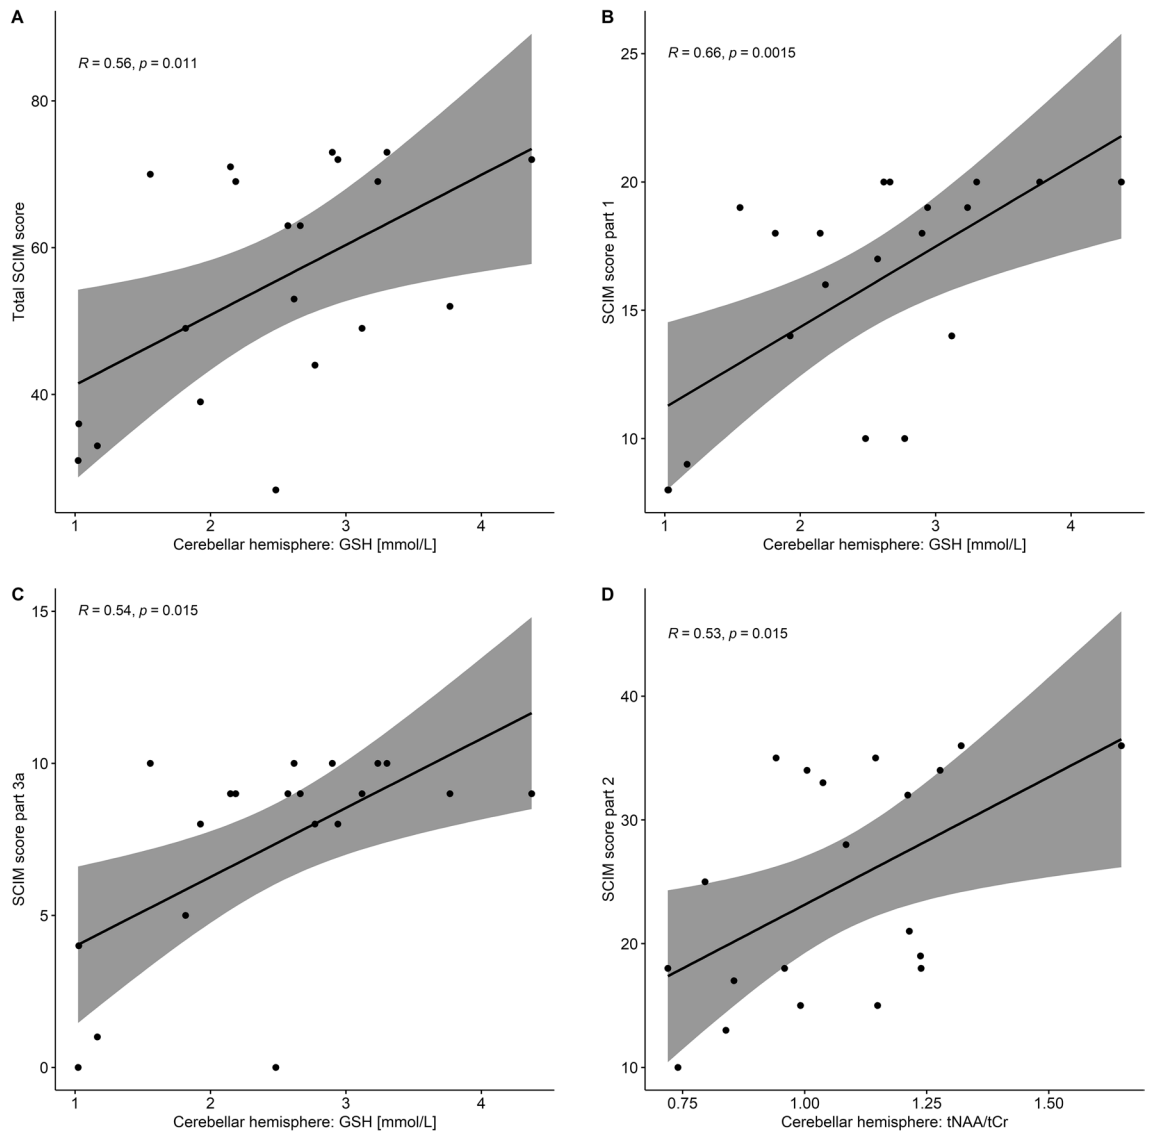 A
R = 0.56, p = 0.011
80
60
40
Total SCIM score
1 2 3 4
Cerebellar hemisphere: GSH [mmol/L]
B
R = 0.66, p = 0.0015
25
20
15
10
SCIM score part 1
1 2 3 4
Cerebellar hemisphere: GSH [mmol/L]
C
R = 0.54, p = 0.015
15
10
5
0
SCIM score part 3a
1 2 3 4
Cerebellar hemisphere: GSH [mmol/L]
D
R = 0.53, p = 0.015
40
30
20
10
SCIM score part 2
0.75 1.00 1.25 1.50
Cerebellar hemisphere: tNAA/tCr